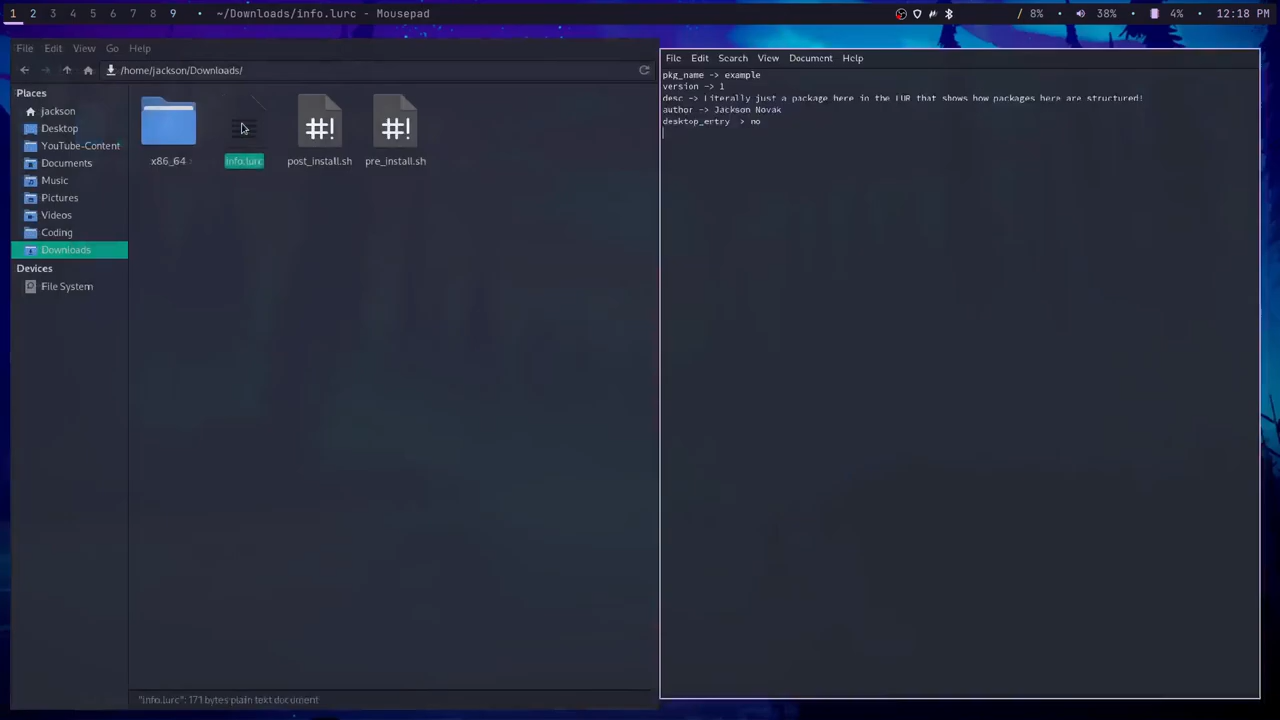 1 2 3 4 5 6 7 8 9 • ~/Downloads/info.lurc - Mousepad / 8% • 38% • 4% • 12:18 PM
File Edit View Go Help
/home/jackson/Downloads/
Places
jackson
Desktop
YouTube-Content
Documents
Music
Pictures
Videos
Coding
Downloads
Devices
File System
x86_64
info.lurc
post_install.sh
pre_install.sh
"info.lurc": 171 bytes plain text document
File Edit Search View Document Help
pkg_name -> example
version -> 1
desc -> Literally just a package here in the LUR that shows how packages here are structured!
author -> Jackson Novak
desktop_ertry > no